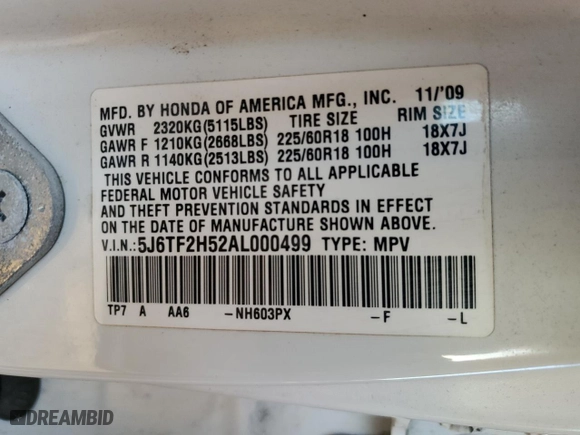 MFD. BY HONDA OF AMERICA MFG., INC. 11/'09
GVWR 2320KG(5115LBS) TIRE SIZE RIM SIZE
GAWR F 1210KG(2668LBS) 225/60R18 100H 18X7J
GAWR R 1140KG(2513LBS) 225/60R18 100H 18X7J
THIS VEHICLE CONFORMS TO ALL APPLICABLE
FEDERAL MOTOR VEHICLE SAFETY
AND THEFT PREVENTION STANDARDS IN EFFECT
ON THE DATE OF MANUFACTURE SHOWN ABOVE.
V.I.N.:5J6TF2H52AL000499 TYPE: MPV
TP7 A AA6 -NH603PX -F -L
DREAMBID